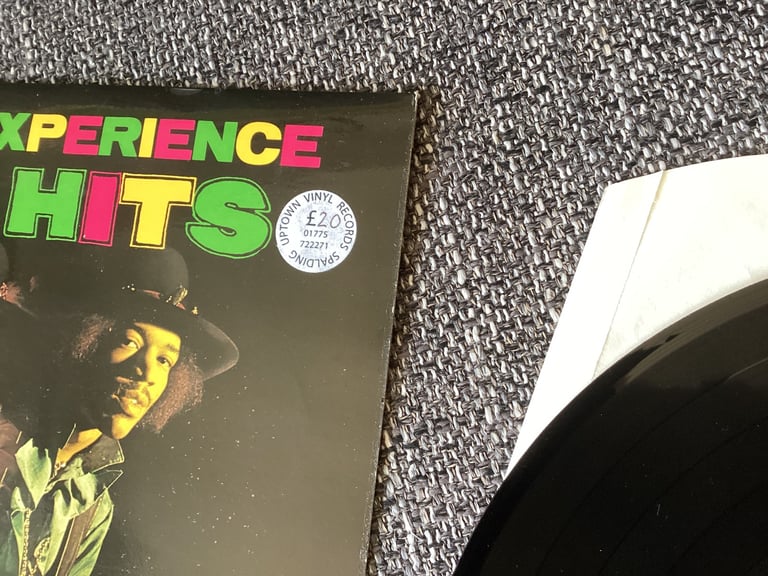 XPERIENCE
HITS
UPTOWN VINYL RECORDS SPALDING
£20
01775
722271